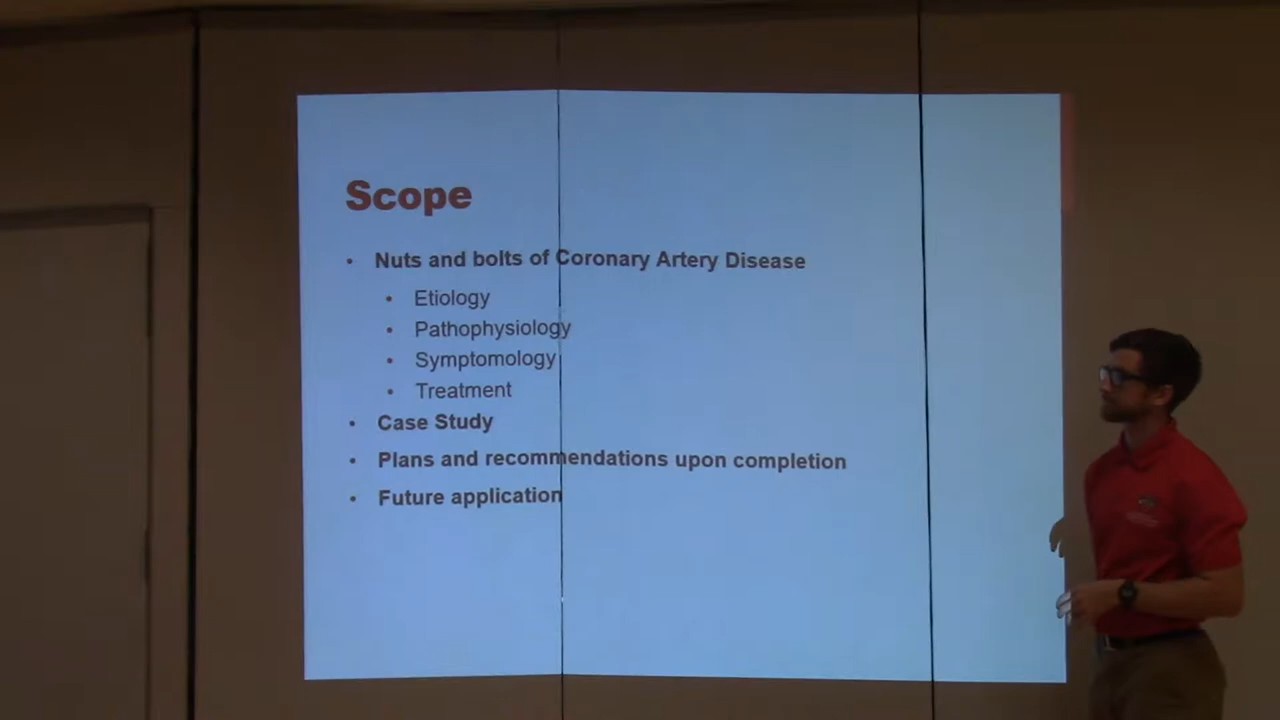 Scope
• Nuts and bolts of Coronary Artery Disease
• Etiology
• Pathophysiology
• Symptomology
• Treatment
• Case Study
• Plans and recommendations upon completion
• Future application